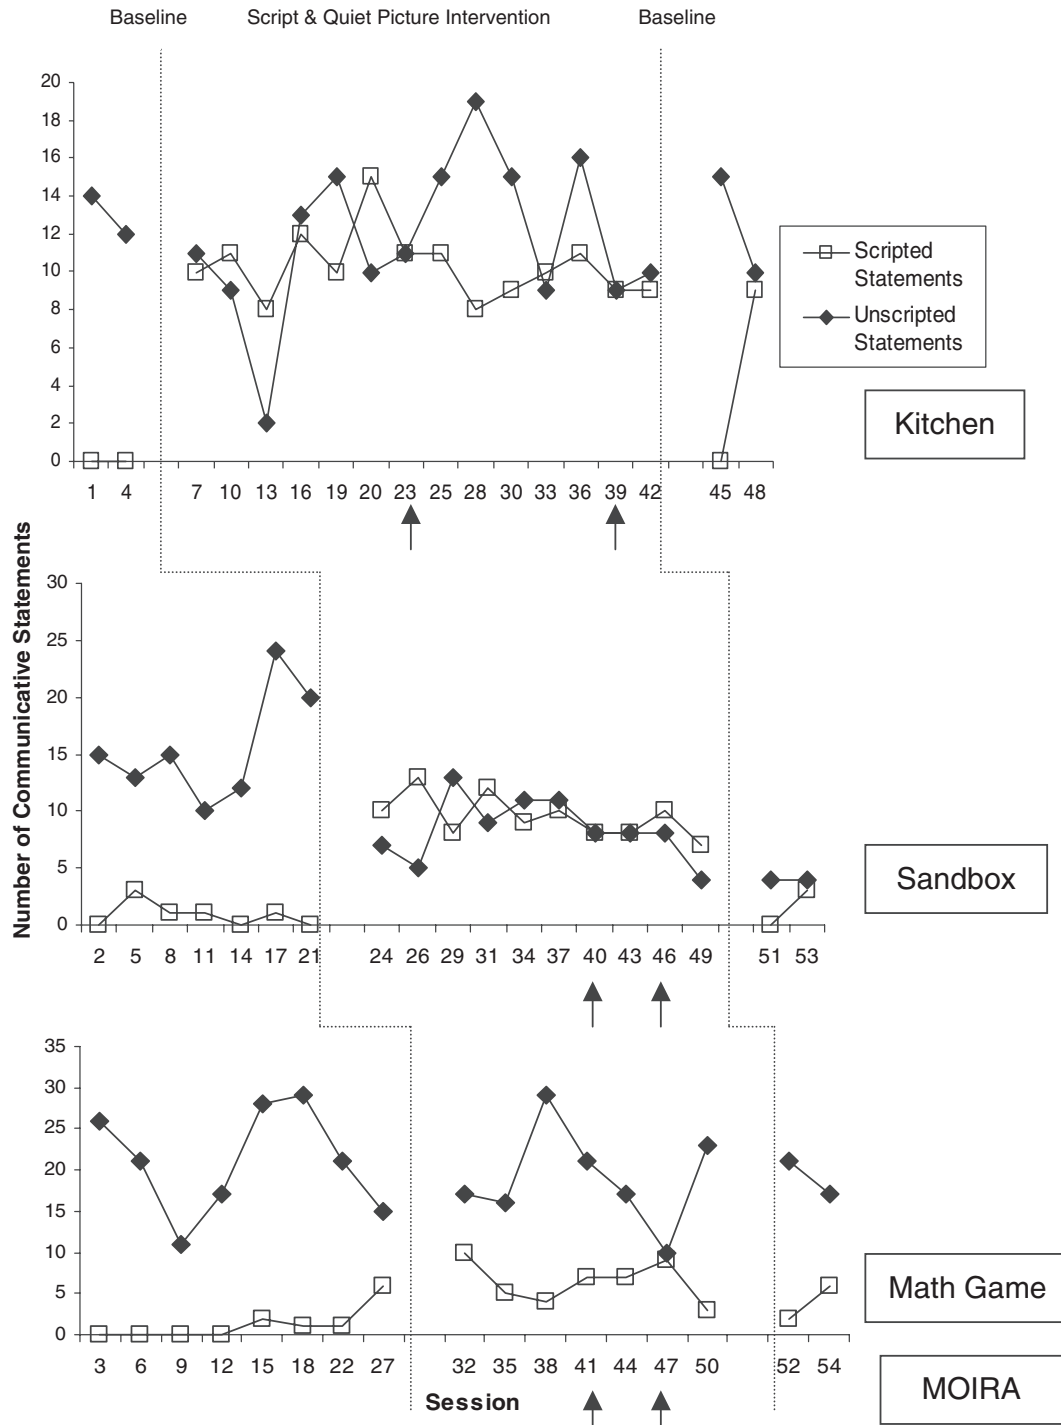 Baseline Script & Quiet Picture Intervention Baseline
20
18
16
14
12
10
8
6
4
2
0
1 4 7 10 13 16 19 20 23 25 28 30 33 36 39 42 45 48
Scripted
Statements
Unscripted
Statements
Kitchen
Number of Communicative Statements
30
25
20
15
10
5
0
2 5 8 11 14 17 21 24 26 29 31 34 37 40 43 46 49 51 53
Sandbox
35
30
25
20
15
10
5
0
3 6 9 12 15 18 22 27 32 35 38 41 44 47 50 52 54
Math Game
Session
MOIRA